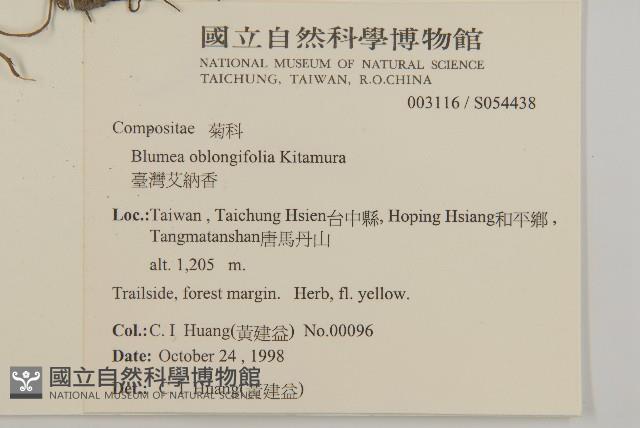 國立自然科學博物館
NATIONAL MUSEUM OF NATURAL SCIENCE
TAICHUNG, TAIWAN, R.O.CHINA
003116 / S054438
Compositae 菊科
Blumea oblongifolia Kitamura
臺灣艾納香
Loc.:Taiwan , Taichung Hsien台中縣, Hoping Hsiang和平鄉 ,
Tangmatanshan唐馬丹山
alt. 1,205 m.
Trailside, forest margin. Herb, fl. yellow.
Col.:C. I Huang(黃建益) No.00096
Date: October 24 , 1998
國立自然科學博物館
NATIONAL MUSEUM OF NATURAL SCIENCE
Det.: C. I Huang(黃建益)